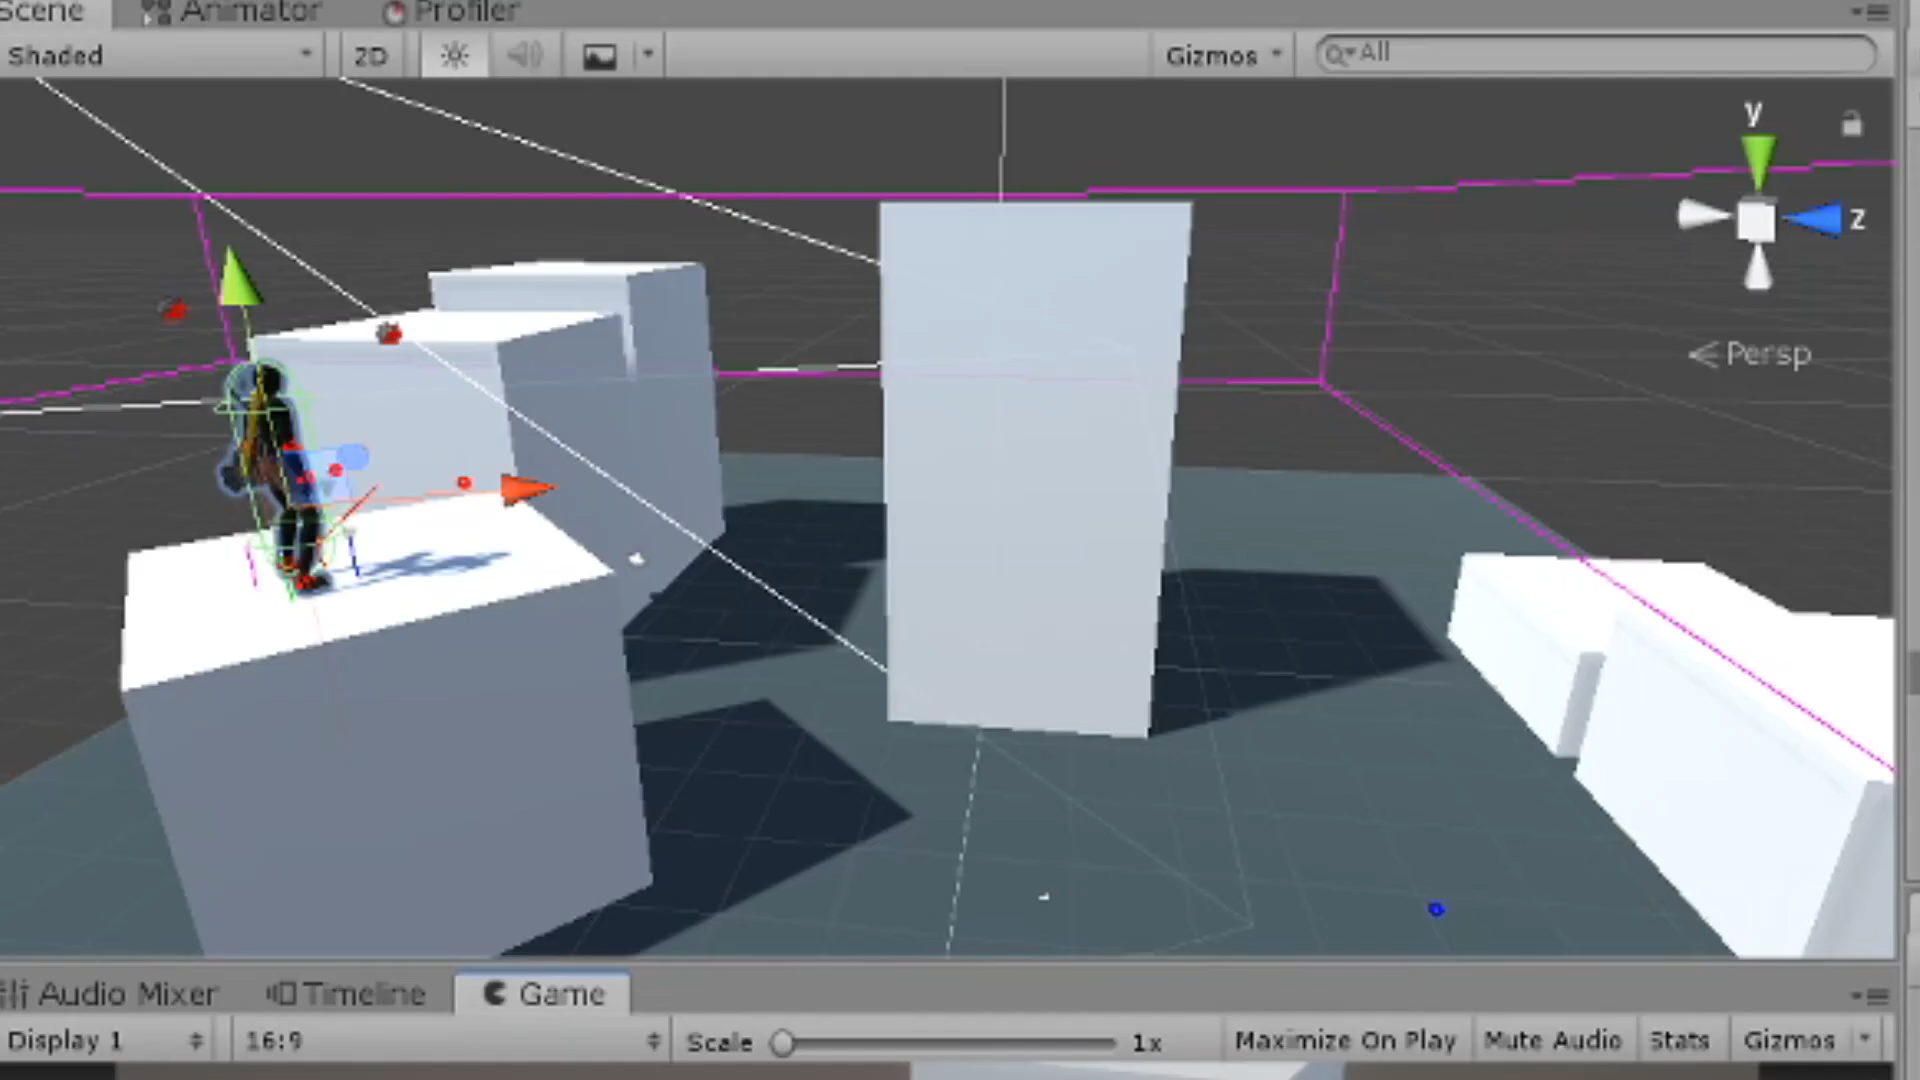 Scene Animator Profiler
Shaded 2D Gizmos All
y
z
Persp
Audio Mixer Timeline Game
Display 1 16:9 Scale 1x Maximize On Play Mute Audio Stats Gizmos